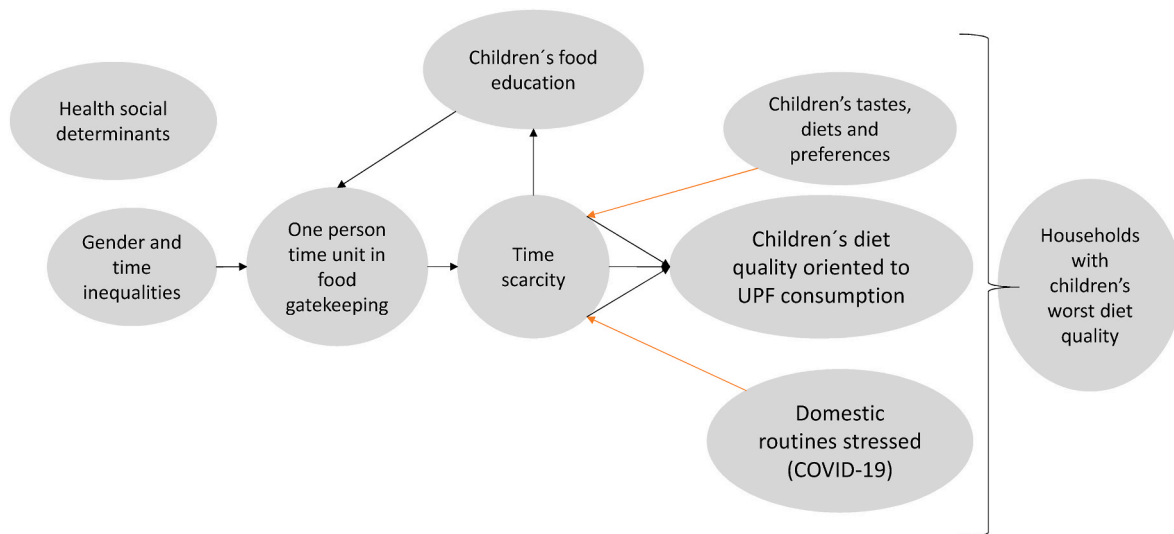 Children´s food
education
Health social
determinants
Children’s tastes,
diets and
preferences
Gender and
time
inequalities
One person
time unit in
food
gatekeeping
Time
scarcity
Children´s diet
quality oriented to
UPF consumption
Households
with
children’s
worst diet
quality
Domestic
routines stressed
(COVID-19)